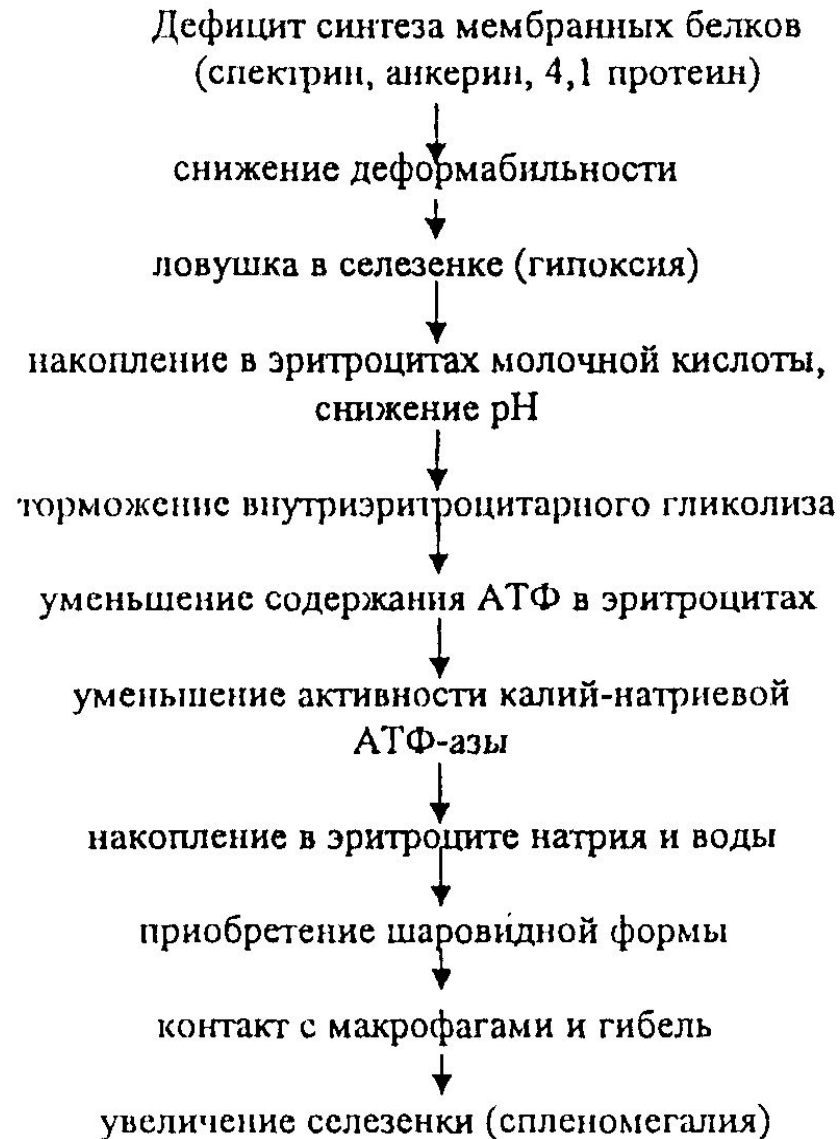 Дефицит синтеза мембранных белков
(спектрин, анкерин, 4,1 протеин)
снижение деформабильности
ловушка в селезенке (гипоксия)
накопление в эритроцитах молочной кислоты,
снижение pH
торможение внутриэритроцитарного гликолиза
уменьшение содержания АТФ в эритроцитах
уменьшение активности калий-натриевой
АТФ-азы
накопление в эритроците натрия и воды
приобретение шаровидной формы
контакт с макрофагами и гибель
увеличение селезенки (спленомегалия)